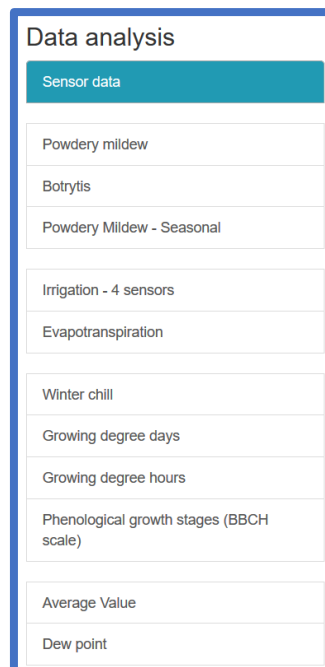 Data analysis
Sensor data
Powdery mildew
Botrytis
Powdery Mildew - Seasonal
Irrigation - 4 sensors
Evapotranspiration
Winter chill
Growing degree days
Growing degree hours
Phenological growth stages (BBCH
scale)
Average Value
Dew point